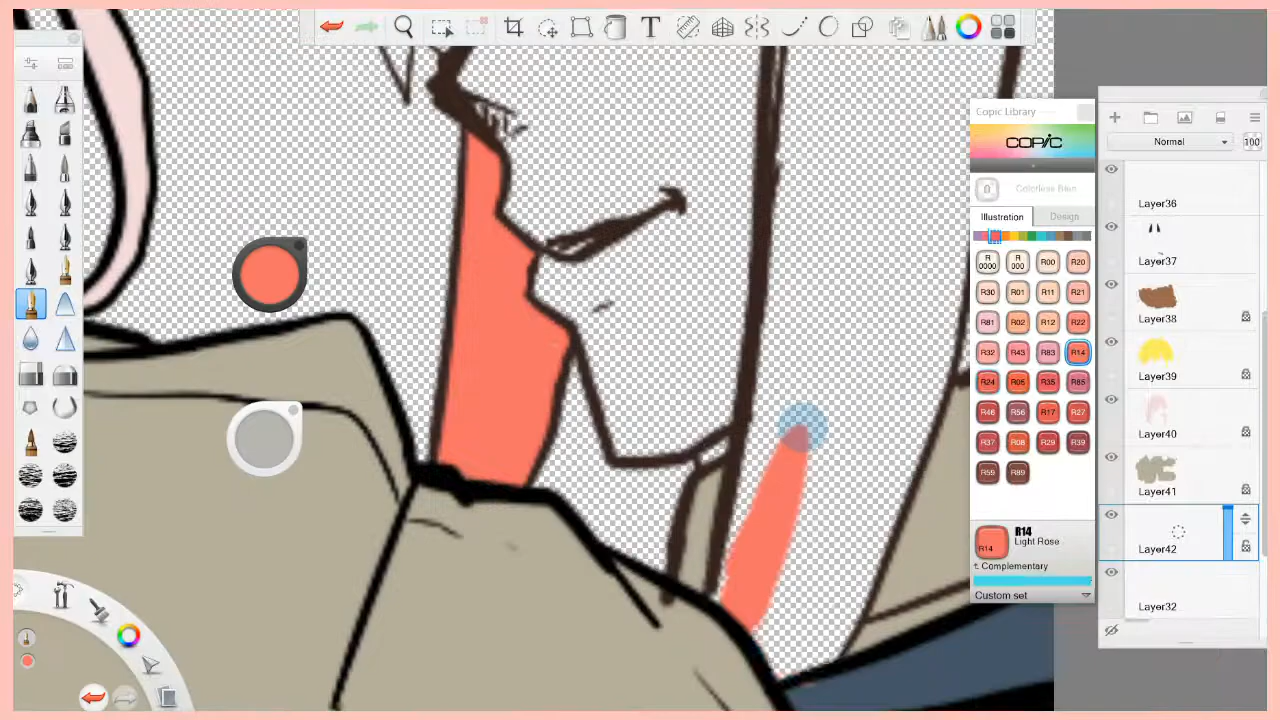 T
Copic Library
COPIC
0 Colorless
Illustration Design
R 0000 R 000 R00 R20
R30 R01 R11 R21
R81 R02 R12 R22
R32 R43 R83 R14
R24 R05 R35 R85
R46 R56 R17 R27
R37 R08 R29 R39
R59 R89
R14 R14
Light Rose
Complementary
Custom set
Normal 100
Layer36
Layer37
Layer38
Layer39
Layer40
Layer41
Layer42
Layer32